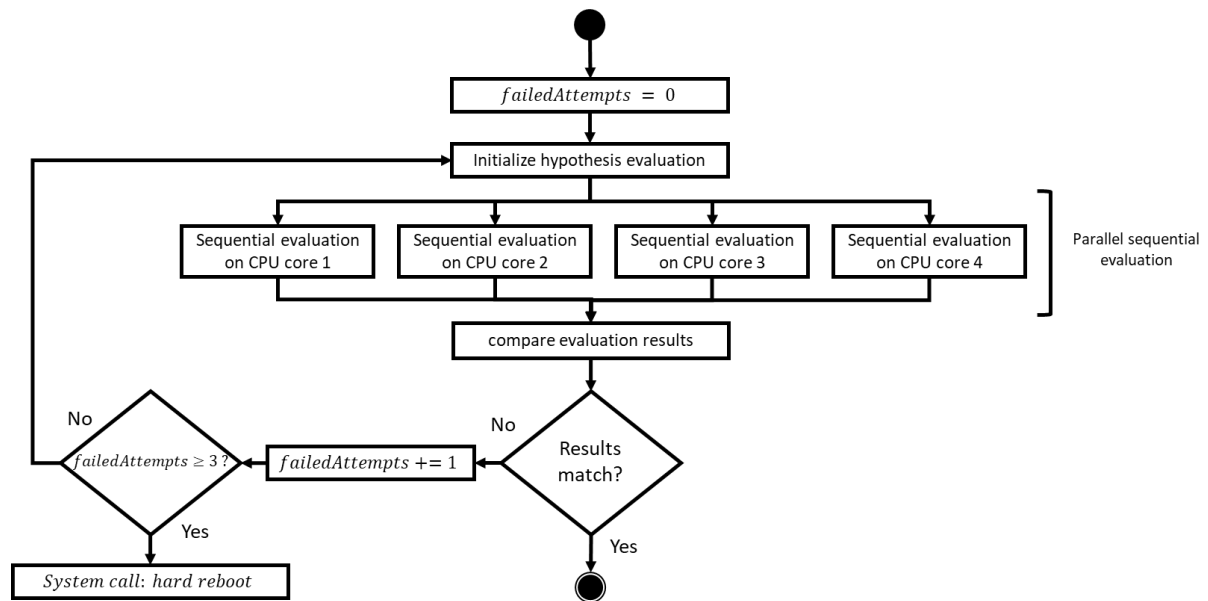 failedAttempts = 0
Initialize hypothesis evaluation
Sequential evaluation
on CPU core 1
Sequential evaluation
on CPU core 2
Sequential evaluation
on CPU core 3
Sequential evaluation
on CPU core 4
Parallel sequential
evaluation
compare evaluation results
No
failedAttempts ≥ 3 ?
failedAttempts += 1
No
Results
match?
Yes
Yes
System call: hard reboot